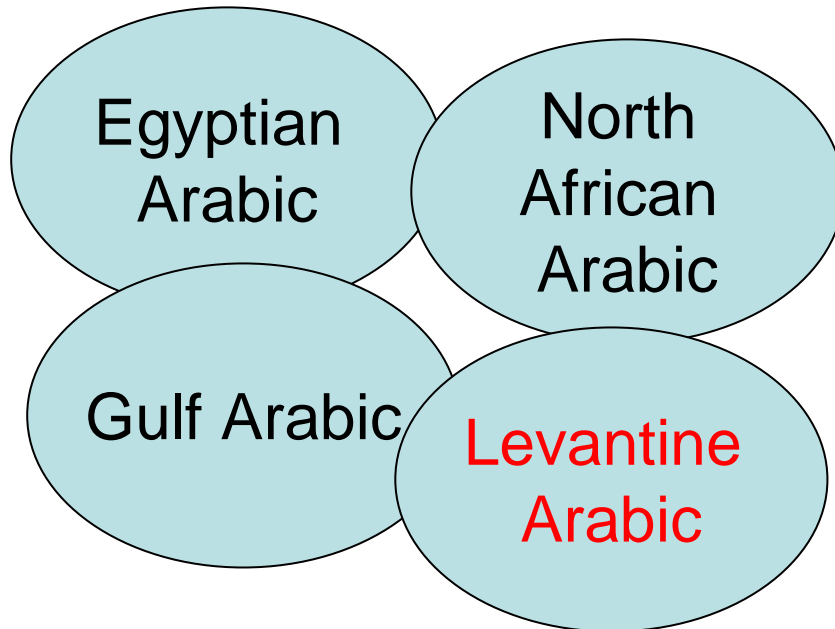 Egyptian
Arabic
North
African
Arabic
Gulf Arabic
Levantine
Arabic